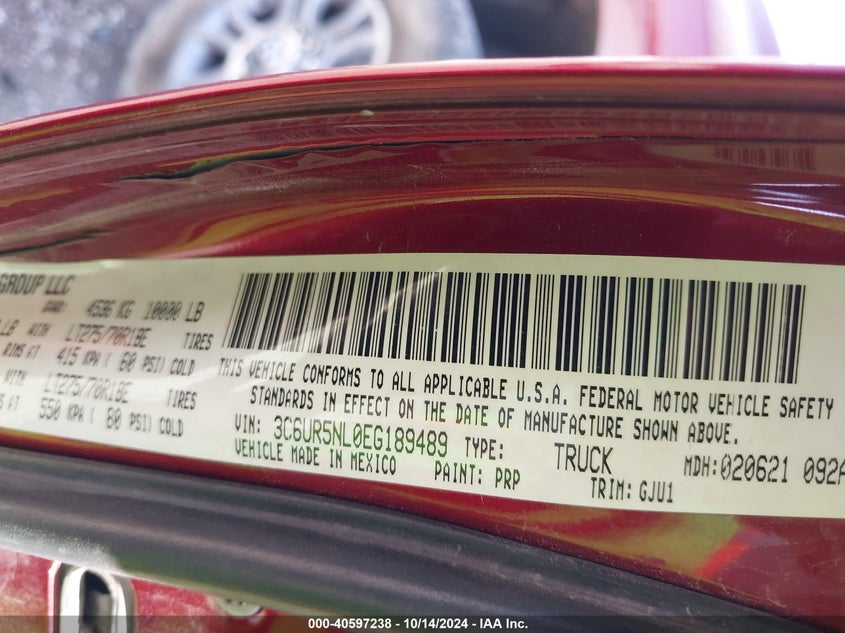 GROUP LLC
GVWR: 4536 KG 10000 LB
LB WITH LT275/70R18E TIRES
RIMS AT 415 KPA ( 60 PSI) COLD
WITH LT275/70R18E TIRES
AT 550 KPA ( 80 PSI) COLD
THIS VEHICLE CONFORMS TO ALL APPLICABLE U.S.A. FEDERAL MOTOR VEHICLE SAFETY
STANDARDS IN EFFECT ON THE DATE OF MANUFACTURE SHOWN ABOVE.
VIN: 3C6UR5NL0EG189489 TYPE: TRUCK MDH:020621 092A
VEHICLE MADE IN MEXICO PAINT: PRP TRIM: GJU1
000-40597238 - 10/14/2024 - IAA Inc.